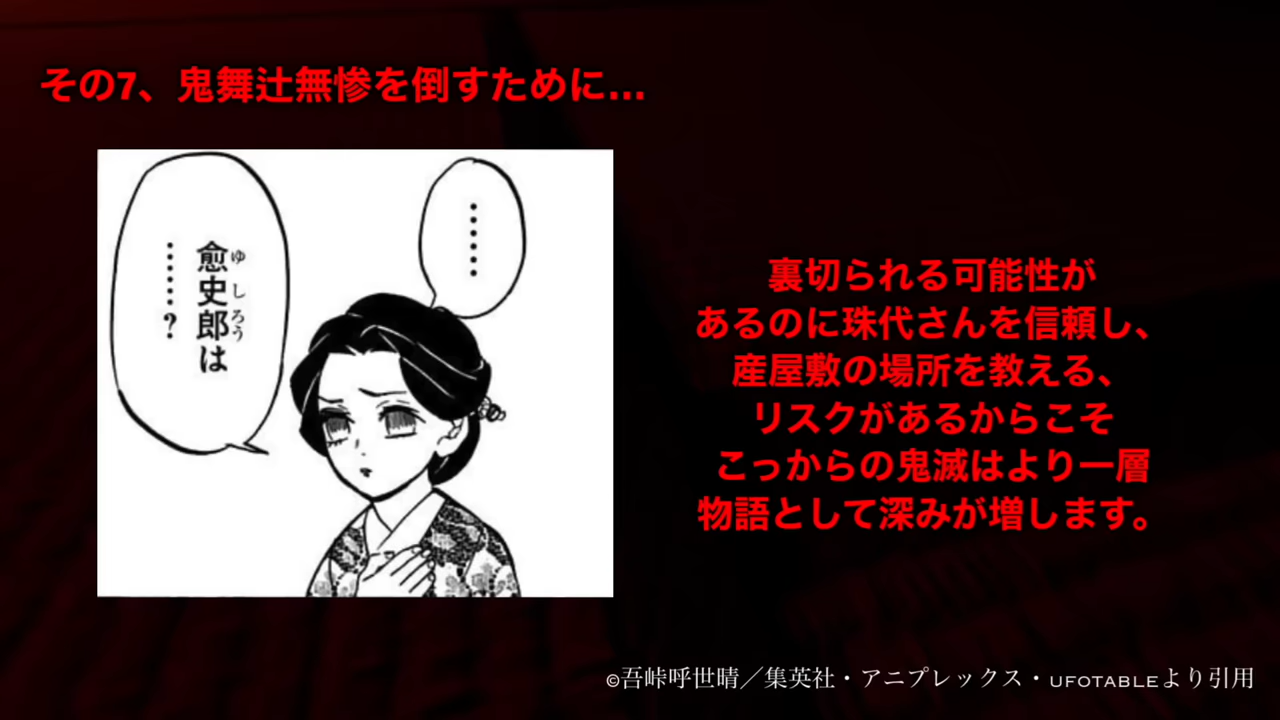 その7、鬼舞辻無惨を倒すために...
……
愈史郎は
ゆしろう
……?
裏切られる可能性が
あるのに珠代さんを信頼し、
産屋敷の場所を教える、
リスクがあるからこそ
こっからの鬼滅はより一層
物語として深みが増します。
©吾峠呼世晴／集英社・アニプレックス・UFOTABLEより引用